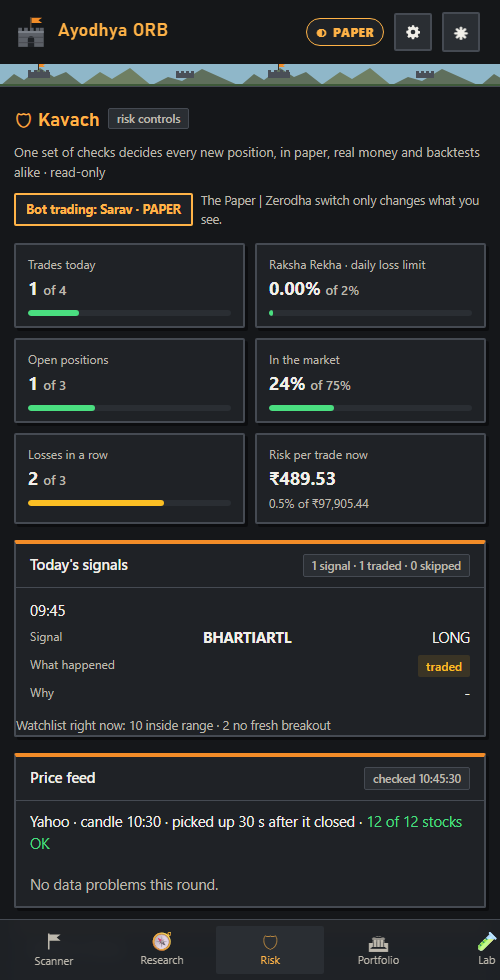 Ayodhya ORB
PAPER
Kavach
risk controls
One set of checks decides every new position, in paper, real money and backtests
alike · read-only
Bot trading: Sarav · PAPER
The Paper | Zerodha switch only changes what you
see.
Trades today
1 of 4
Raksha Rekha · daily loss limit
0.00% of 2%
Open positions
1 of 3
In the market
24% of 75%
Losses in a row
2 of 3
Risk per trade now
₹489.53
0.5% of ₹97,905.44
Today's signals
1 signal · 1 traded · 0 skipped
09:45
Signal
BHARTIARTL
LONG
What happened
traded
Why
-
Watchlist right now: 10 inside range · 2 no fresh breakout
Price feed
checked 10:45:30
Yahoo · candle 10:30 · picked up 30 s after it closed · 12 of 12 stocks
OK
No data problems this round.
Scanner
Research
Risk
Portfolio
Lab